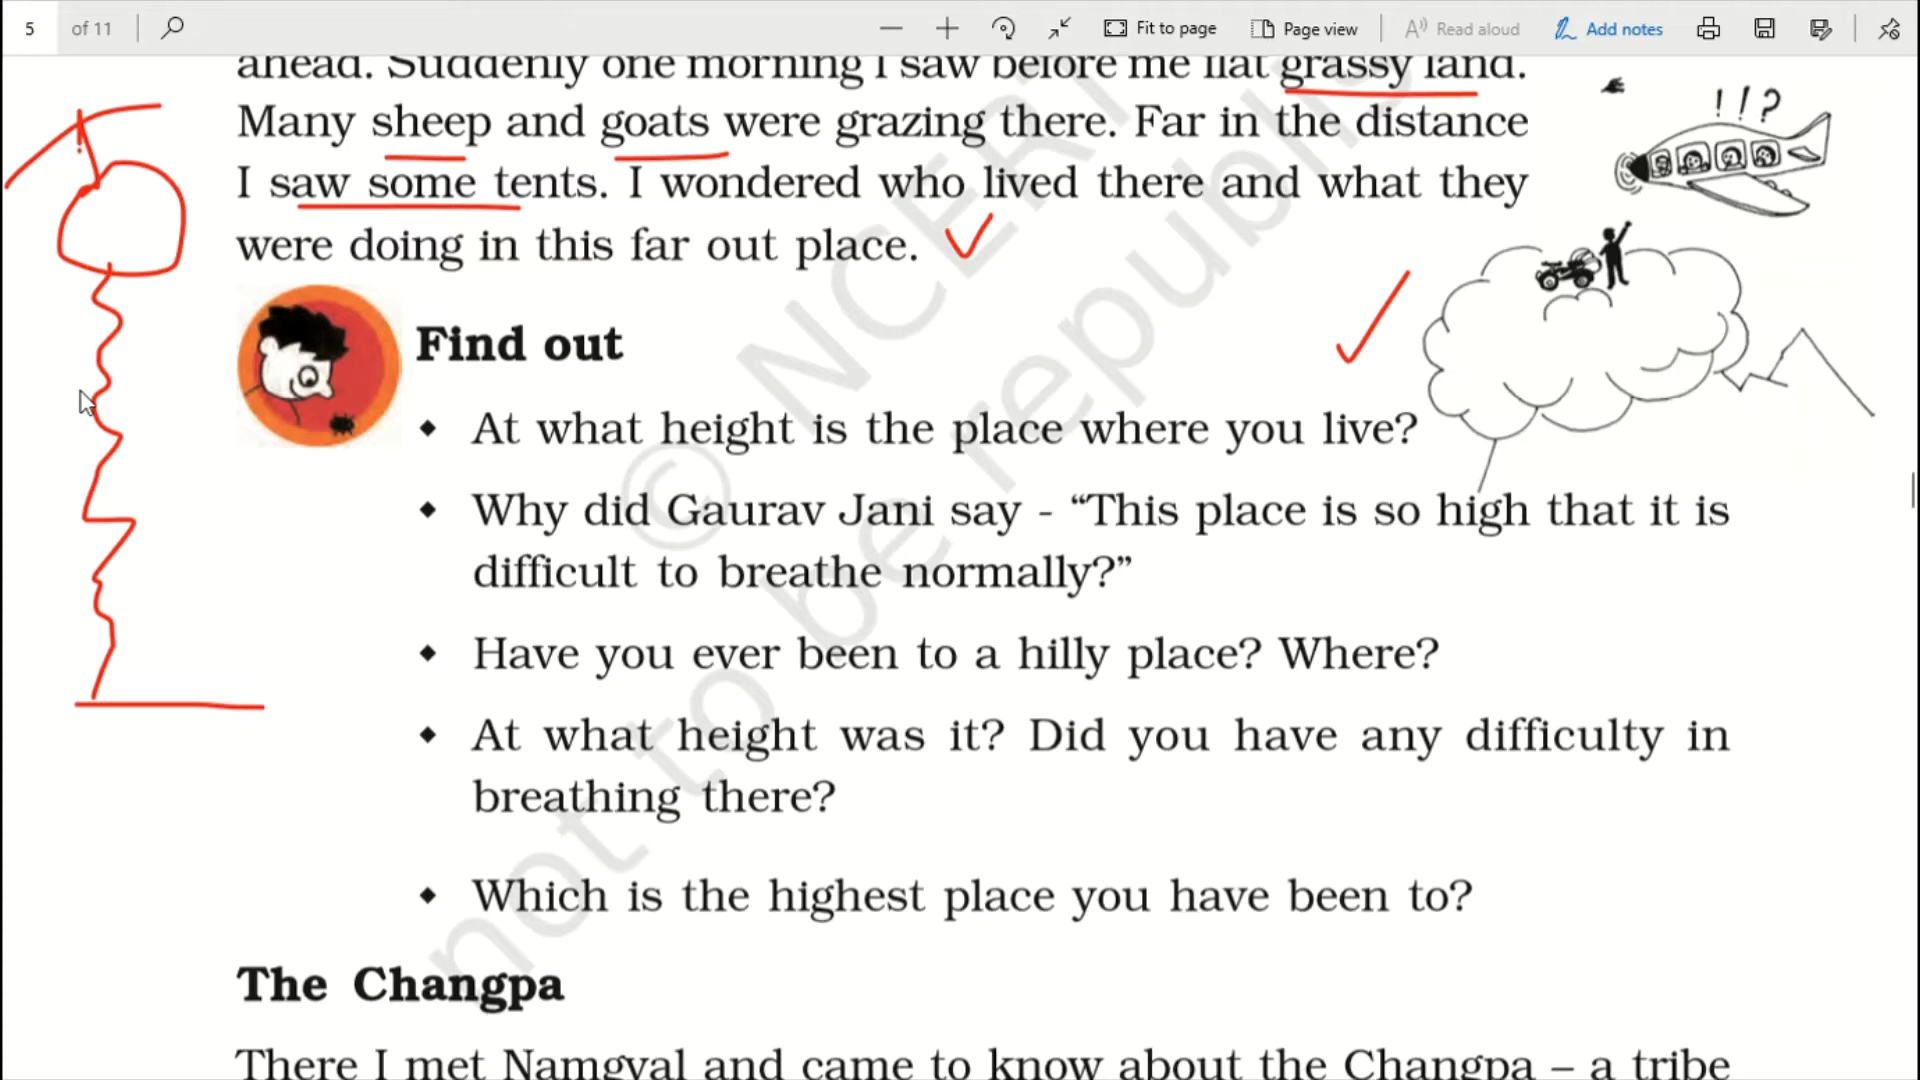 5 of 11 Fit to page Page view Read aloud Add notes
ahead. Suddenly one morning I saw before me flat grassy land.
Many sheep and goats were grazing there. Far in the distance
I saw some tents. I wondered who lived there and what they
were doing in this far out place.
!!?
Find out
At what height is the place where you live?
Why did Gaurav Jani say - “This place is so high that it is
difficult to breathe normally?”
Have you ever been to a hilly place? Where?
At what height was it? Did you have any difficulty in
breathing there?
Which is the highest place you have been to?
The Changpa
There I met Namgyal and came to know about the Changpa – a tribe
© NCERT
not to be republis